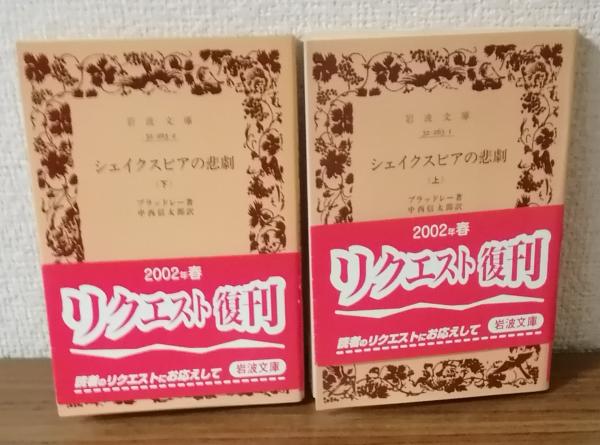 岩波文庫
32-263-2
シェイクスピアの悲劇
(下)
ブラッドレー著
中西信太郎訳
2002年春
リクエスト復刊
読者のリクエストにお応えして
岩波文庫
岩波文庫
32-263-1
シェイクスピアの悲劇
(上)
ブラッドレー著
中西信太郎訳
2002年春
リクエスト復刊
読者のリクエストにお応えして
岩波文庫